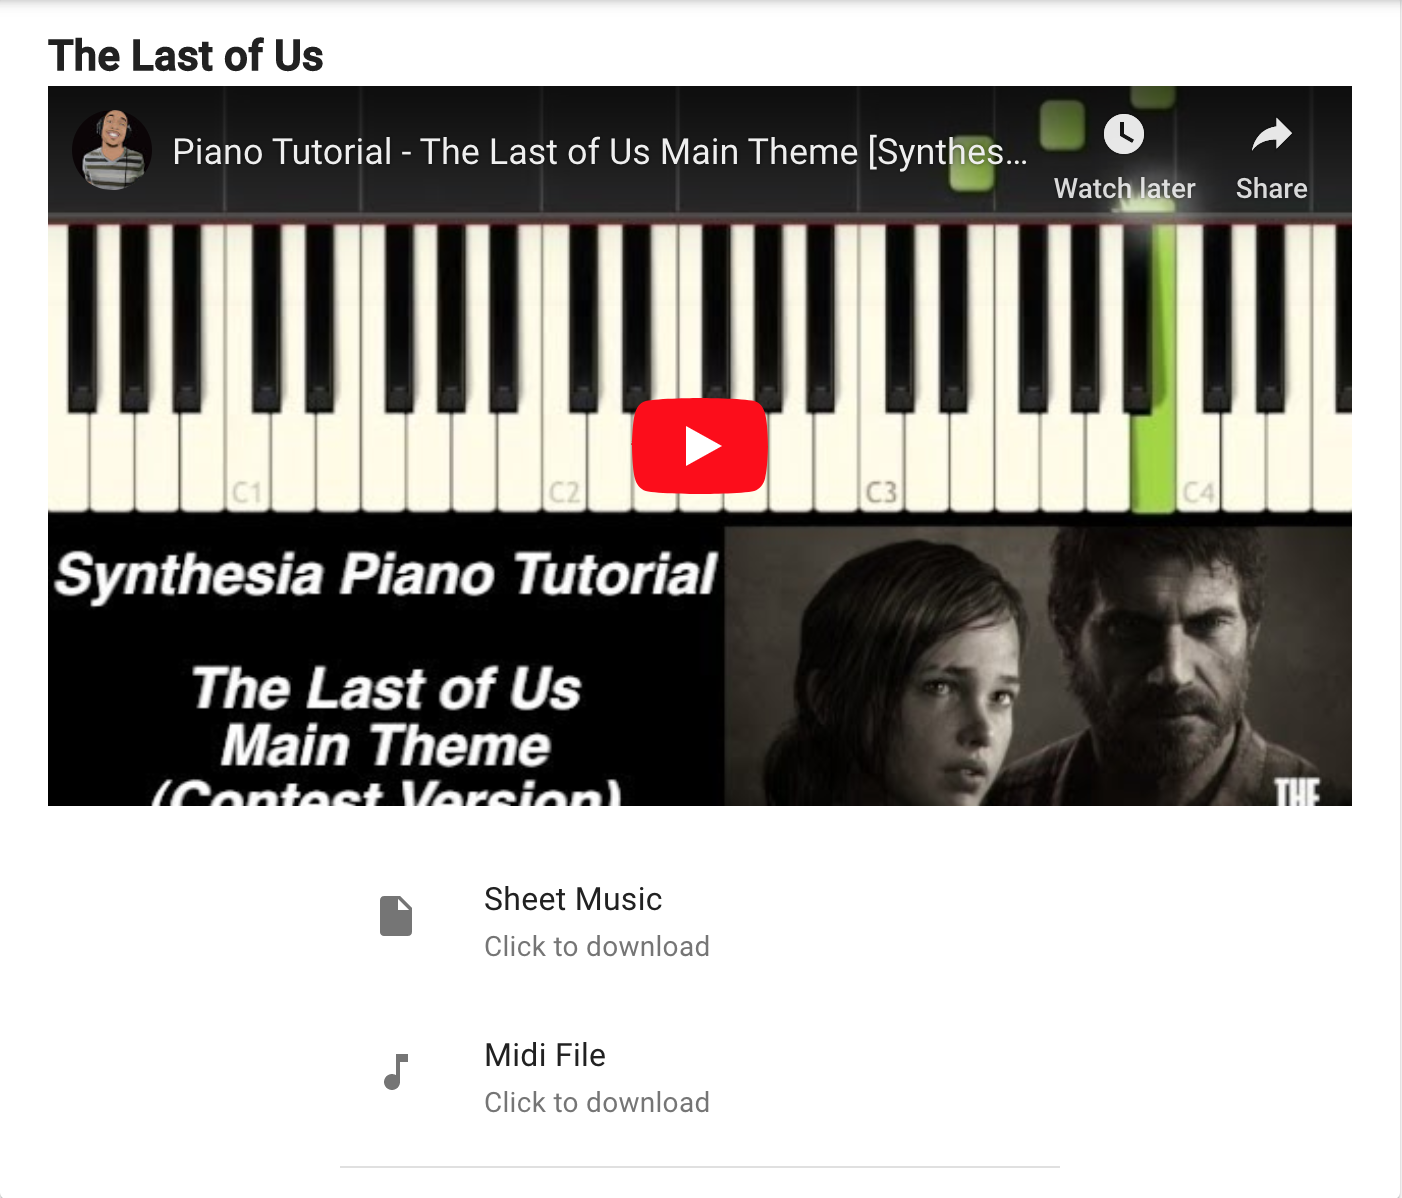 The Last of Us
Piano Tutorial - The Last of Us Main Theme [Synthes...
Watch later
Share
C1
C2
C3
C4
Synthesia Piano Tutorial
The Last of Us
Main Theme
(Contest Version)
THE
Sheet Music
Click to download
Midi File
Click to download